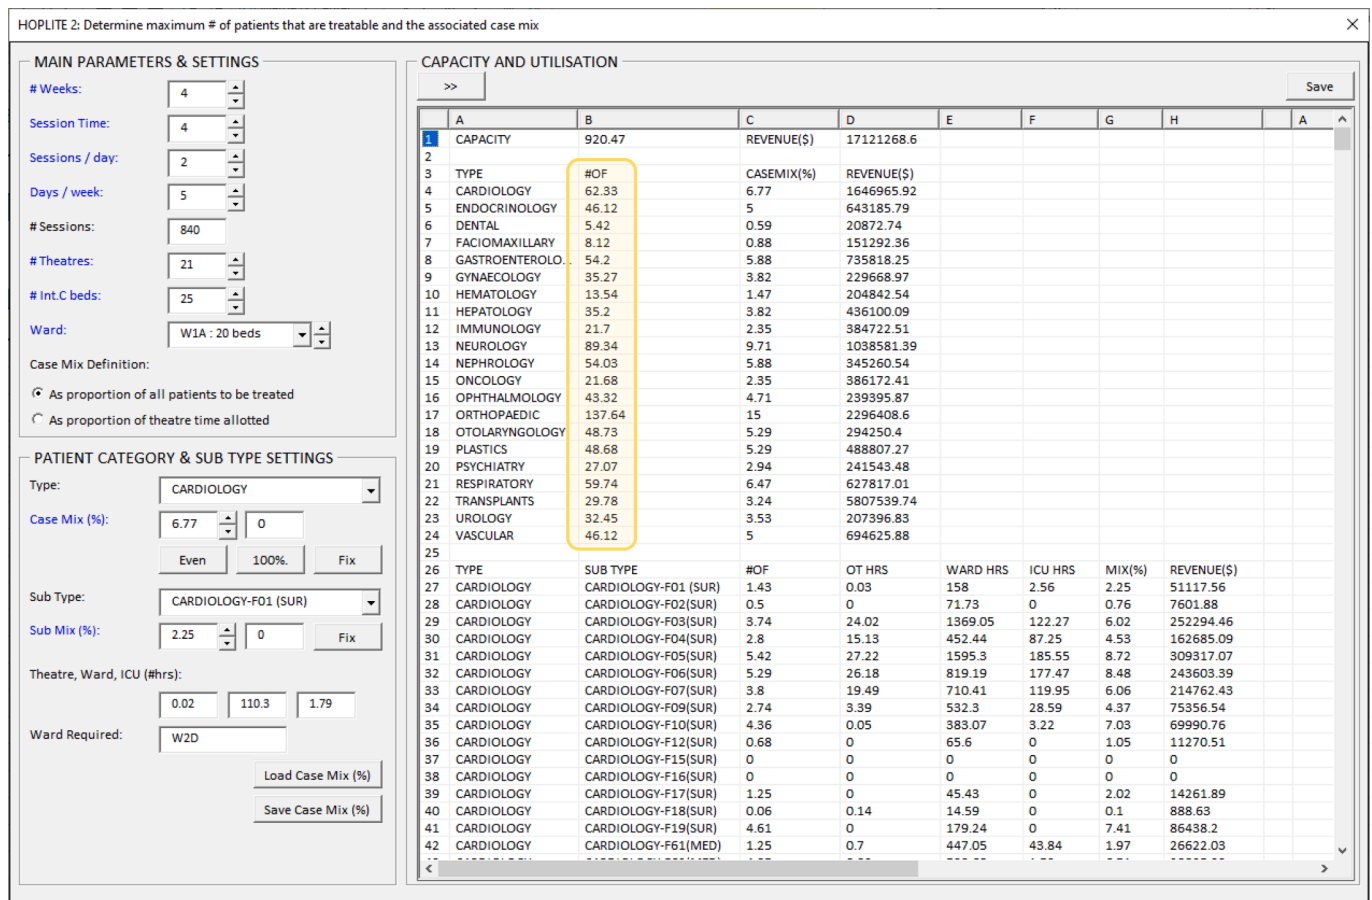 HOPLITE 2: Determine maximum # of patients that are treatable and the associated case mix
MAIN PARAMETERS & SETTINGS
# Weeks: 4
Session Time: 4
Sessions / day: 2
Days / week: 5
# Sessions: 840
# Theatres: 21
# Int.C beds: 25
Ward: W1A : 20 beds
Case Mix Definition:
As proportion of all patients to be treated
As proportion of theatre time allotted
PATIENT CATEGORY & SUB TYPE SETTINGS
Type: CARDIOLOGY
Case Mix (%): 6.77 0
Even 100%. Fix
Sub Type: CARDIOLOGY-F01 (SUR)
Sub Mix (%): 2.25 0 Fix
Theatre, Ward, ICU (#hrs):
0.02 110.3 1.79
Ward Required: W2D
Load Case Mix (%)
Save Case Mix (%)
CAPACITY AND UTILISATION
>> Save
A B C D E F G H A
1 CAPACITY 920.47 REVENUE($) 17121268.6
2
3 TYPE #OF CASEMIX(%) REVENUE($)
4 CARDIOLOGY 62.33 6.77 1646965.92
5 ENDOCRINOLOGY 46.12 5 643185.79
6 DENTAL 5.42 0.59 20872.74
7 FACIOMAXILLARY 8.12 0.88 151292.36
8 GASTROENTEROLO... 54.2 5.88 735818.25
9 GYNAECOLOGY 35.27 3.82 229668.97
10 HEMATOLOGY 13.54 1.47 204842.54
11 HEPATOLOGY 35.2 3.82 436100.09
12 IMMUNOLOGY 21.7 2.35 384722.51
13 NEUROLOGY 89.34 9.71 1038581.39
14 NEPHROLOGY 54.03 5.88 345260.54
15 ONCOLOGY 21.68 2.35 386172.41
16 OPHTHALMOLOGY 43.32 4.71 239395.87
17 ORTHOPAEDIC 137.64 15 2296408.6
18 OTOLARYNGOLOGY 48.73 5.29 294250.4
19 PLASTICS 48.68 5.29 488807.27
20 PSYCHIATRY 27.07 2.94 241543.48
21 RESPIRATORY 59.74 6.47 627817.01
22 TRANSPLANTS 29.78 3.24 5807539.74
23 UROLOGY 32.45 3.53 207396.83
24 VASCULAR 46.12 5 694625.88
25
26 TYPE SUB TYPE #OF OT HRS WARD HRS ICU HRS MIX(%) REVENUE($)
27 CARDIOLOGY CARDIOLOGY-F01 (SUR) 1.43 0.03 158 2.56 2.25 51117.56
28 CARDIOLOGY CARDIOLOGY-F02(SUR) 0.5 0 71.73 0 0.76 7601.88
29 CARDIOLOGY CARDIOLOGY-F03(SUR) 3.74 24.02 1369.05 122.27 6.02 252294.46
30 CARDIOLOGY CARDIOLOGY-F04(SUR) 2.8 15.13 452.44 87.25 4.53 162685.09
31 CARDIOLOGY CARDIOLOGY-F05(SUR) 5.42 27.22 1595.3 185.55 8.72 309317.07
32 CARDIOLOGY CARDIOLOGY-F06(SUR) 5.29 26.18 819.19 177.47 8.48 243603.39
33 CARDIOLOGY CARDIOLOGY-F07(SUR) 3.8 19.49 710.41 119.95 6.06 214762.43
34 CARDIOLOGY CARDIOLOGY-F09(SUR) 2.74 3.39 532.3 28.59 4.37 75356.54
35 CARDIOLOGY CARDIOLOGY-F10(SUR) 4.36 0.05 383.07 3.22 7.03 69990.76
36 CARDIOLOGY CARDIOLOGY-F12(SUR) 0.68 0 65.6 0 1.05 11270.51
37 CARDIOLOGY CARDIOLOGY-F15(SUR) 0 0 0 0 0 0
38 CARDIOLOGY CARDIOLOGY-F16(SUR) 0 0 0 0 0 0
39 CARDIOLOGY CARDIOLOGY-F17(SUR) 1.25 0 45.43 0 2.02 14261.89
40 CARDIOLOGY CARDIOLOGY-F18(SUR) 0.06 0.14 14.59 0 0.1 888.63
41 CARDIOLOGY CARDIOLOGY-F19(SUR) 4.61 0 179.24 0 7.41 86438.2
42 CARDIOLOGY CARDIOLOGY-F61(MED) 1.25 0.7 447.05 43.84 1.97 26622.03